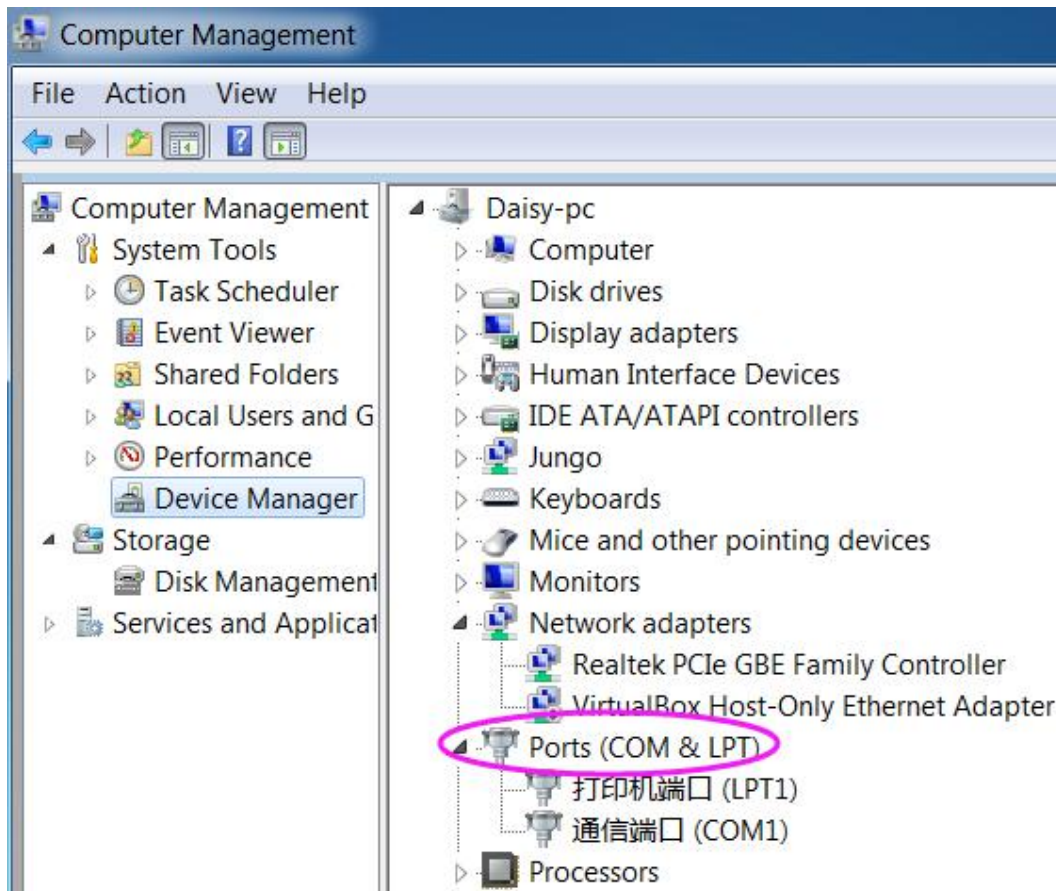 Computer Management
File Action View Help
Computer Management
System Tools
Task Scheduler
Event Viewer
Shared Folders
Local Users and G
Performance
Device Manager
Storage
Disk Management
Services and Applicat
Daisy-pc
Computer
Disk drives
Display adapters
Human Interface Devices
IDE ATA/ATAPI controllers
Jungo
Keyboards
Mice and other pointing devices
Monitors
Network adapters
Realtek PCIe GBE Family Controller
VirtualBox Host-Only Ethernet Adapter
Ports (COM & LPT)
打印机端口 (LPT1)
通信端口 (COM1)
Processors